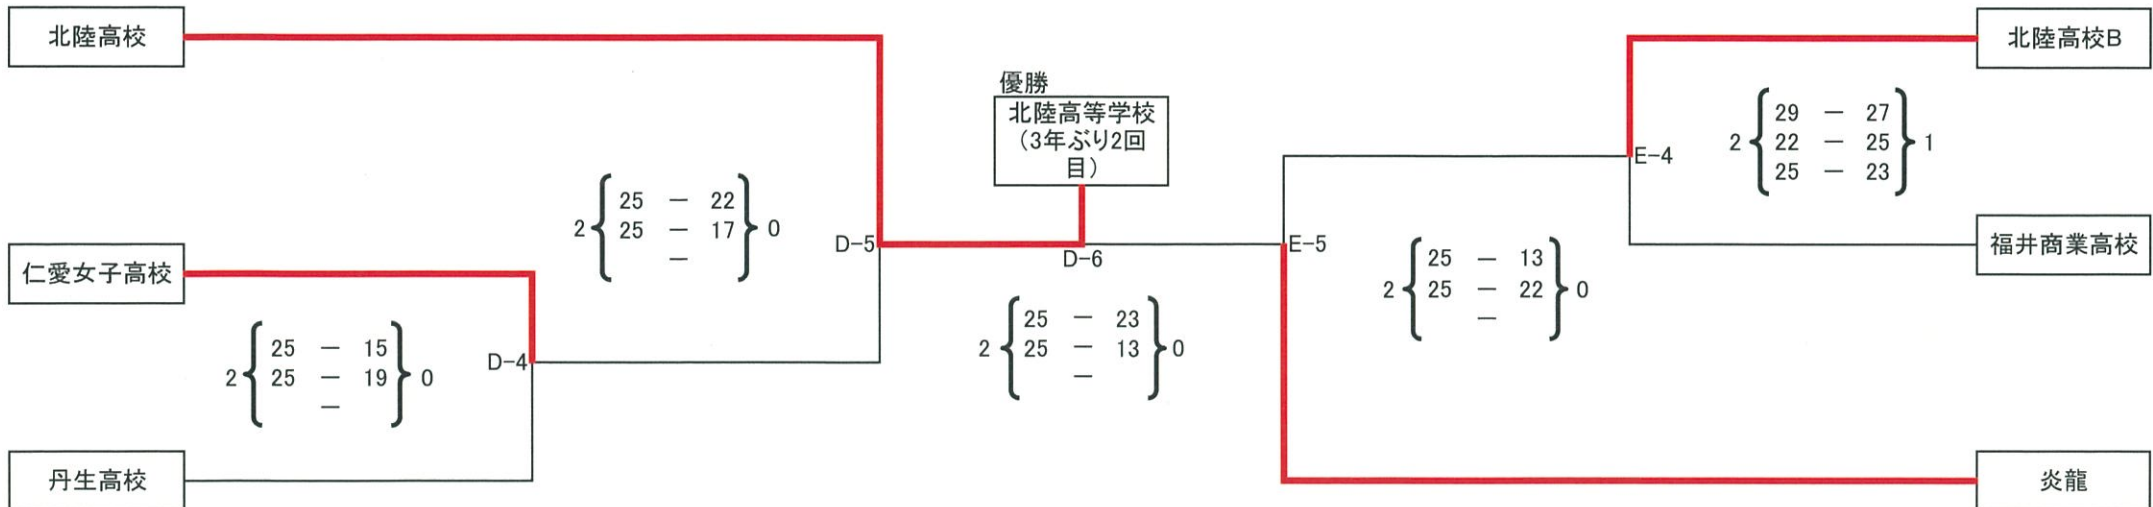 北陸高校
仁愛女子高校
丹生高校
2 { 25 — 15 } 0
25 — 19
—
D-4
2 { 25 — 22 } 0
25 — 17
—
D-5
優勝
北陸高等学校
（3年ぶり2回
目）
D-6
2 { 25 — 23 } 0
25 — 13
—
E-5
2 { 25 — 13 } 0
25 — 22
—
E-4
2 { 29 — 27 } 1
22 — 25
25 — 23
北陸高校B
福井商業高校
炎龍